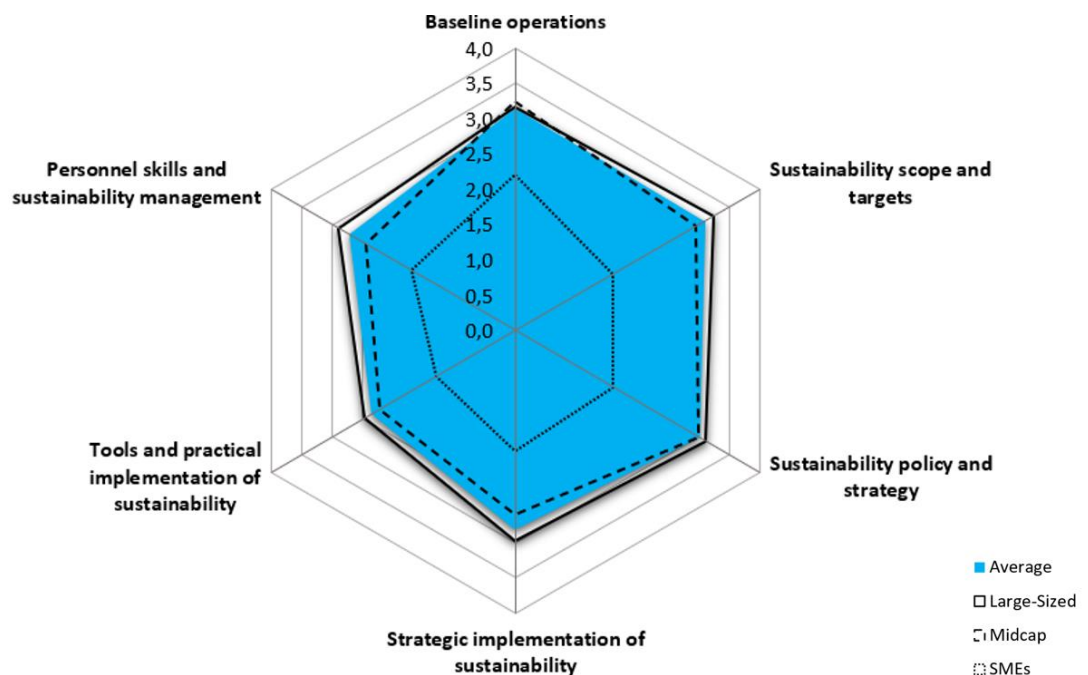 Baseline operations
4,0
3,5
3,0
2,5
2,0
1,5
1,0
0,5
0,0
Personnel skills and
sustainability management
Sustainability scope and
targets
Tools and practical
implementation of
sustainability
Sustainability policy and
strategy
Strategic implementation of
sustainability
Average
Large-Sized
Midcap
SMEs